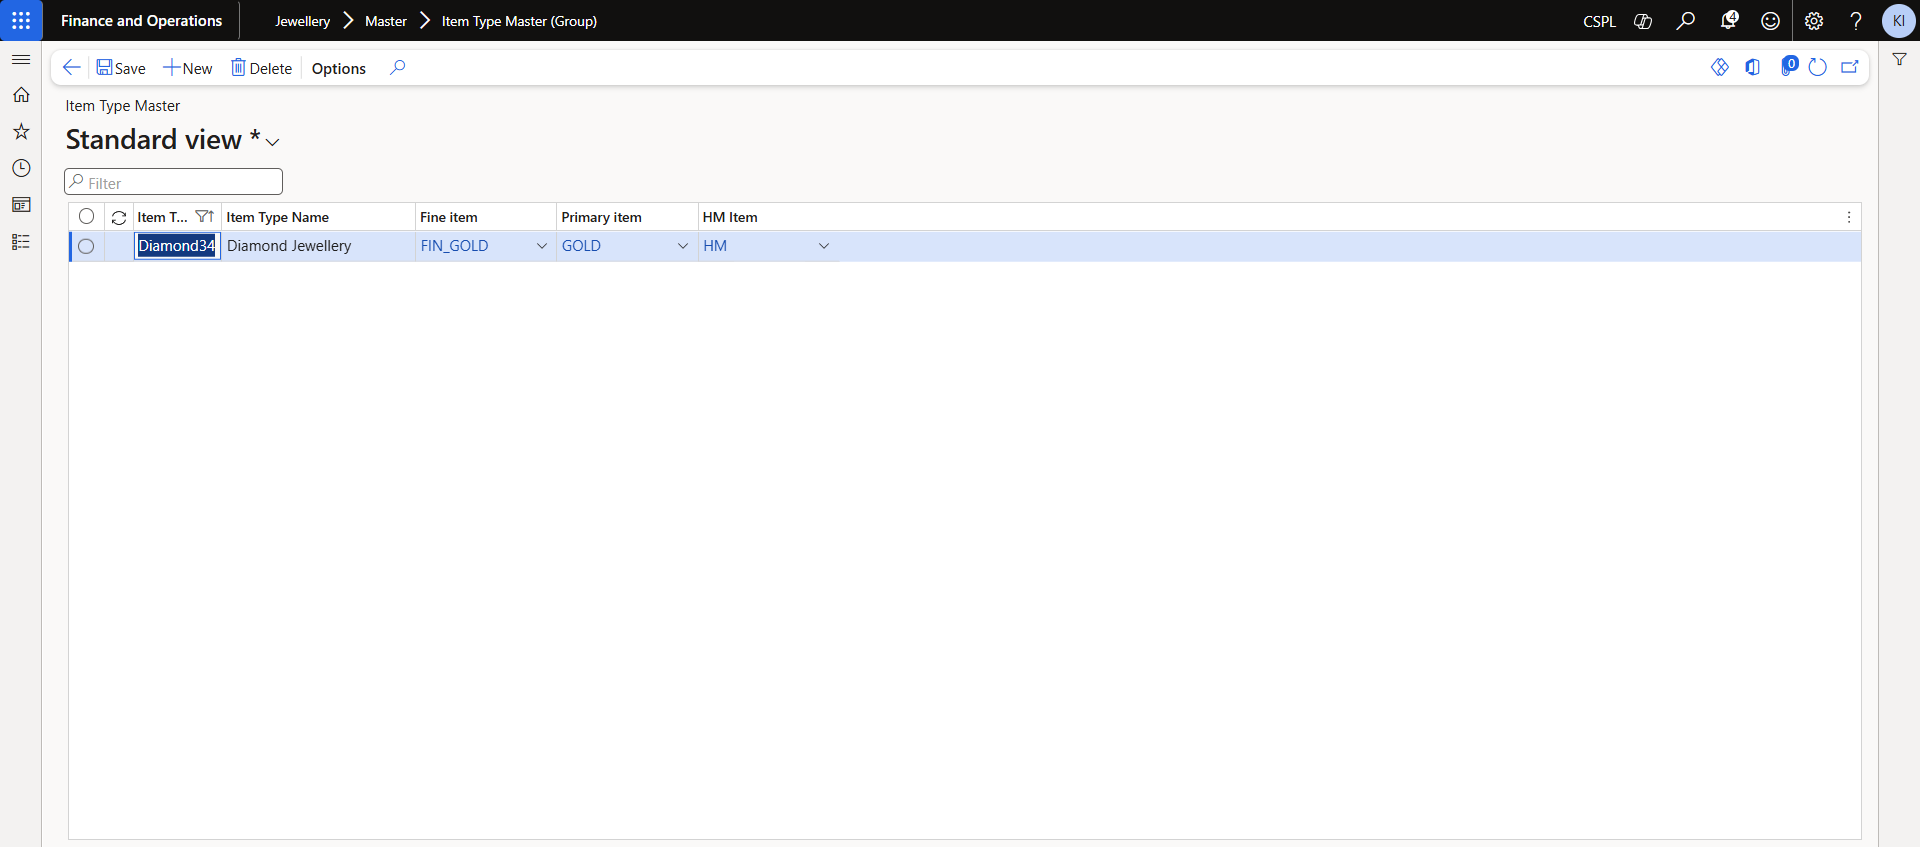 Finance and Operations Jewellery Master Item Type Master (Group) CSPL 4 KI
Save New Delete Options 0
Item Type Master
Standard view *
Filter
Item T... Item Type Name Fine item Primary item HM Item
Diamond34 Diamond Jewellery FIN_GOLD GOLD HM